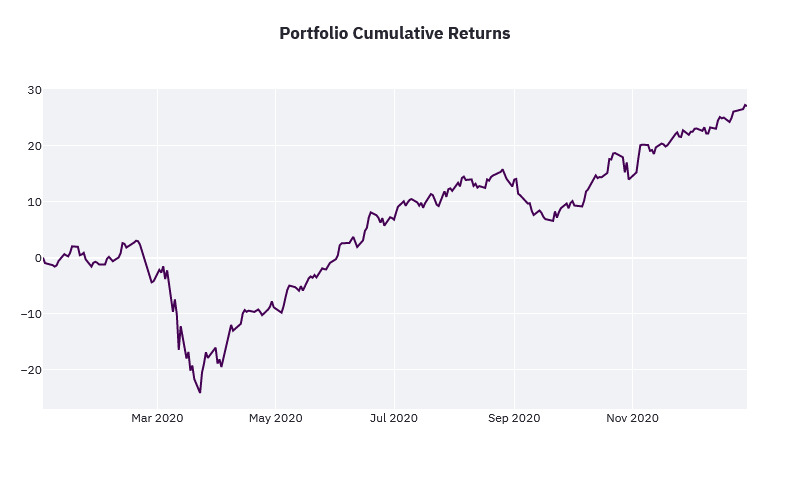 Portfolio Cumulative Returns
30
20
10
0
−10
−20
Mar 2020
May 2020
Jul 2020
Sep 2020
Nov 2020